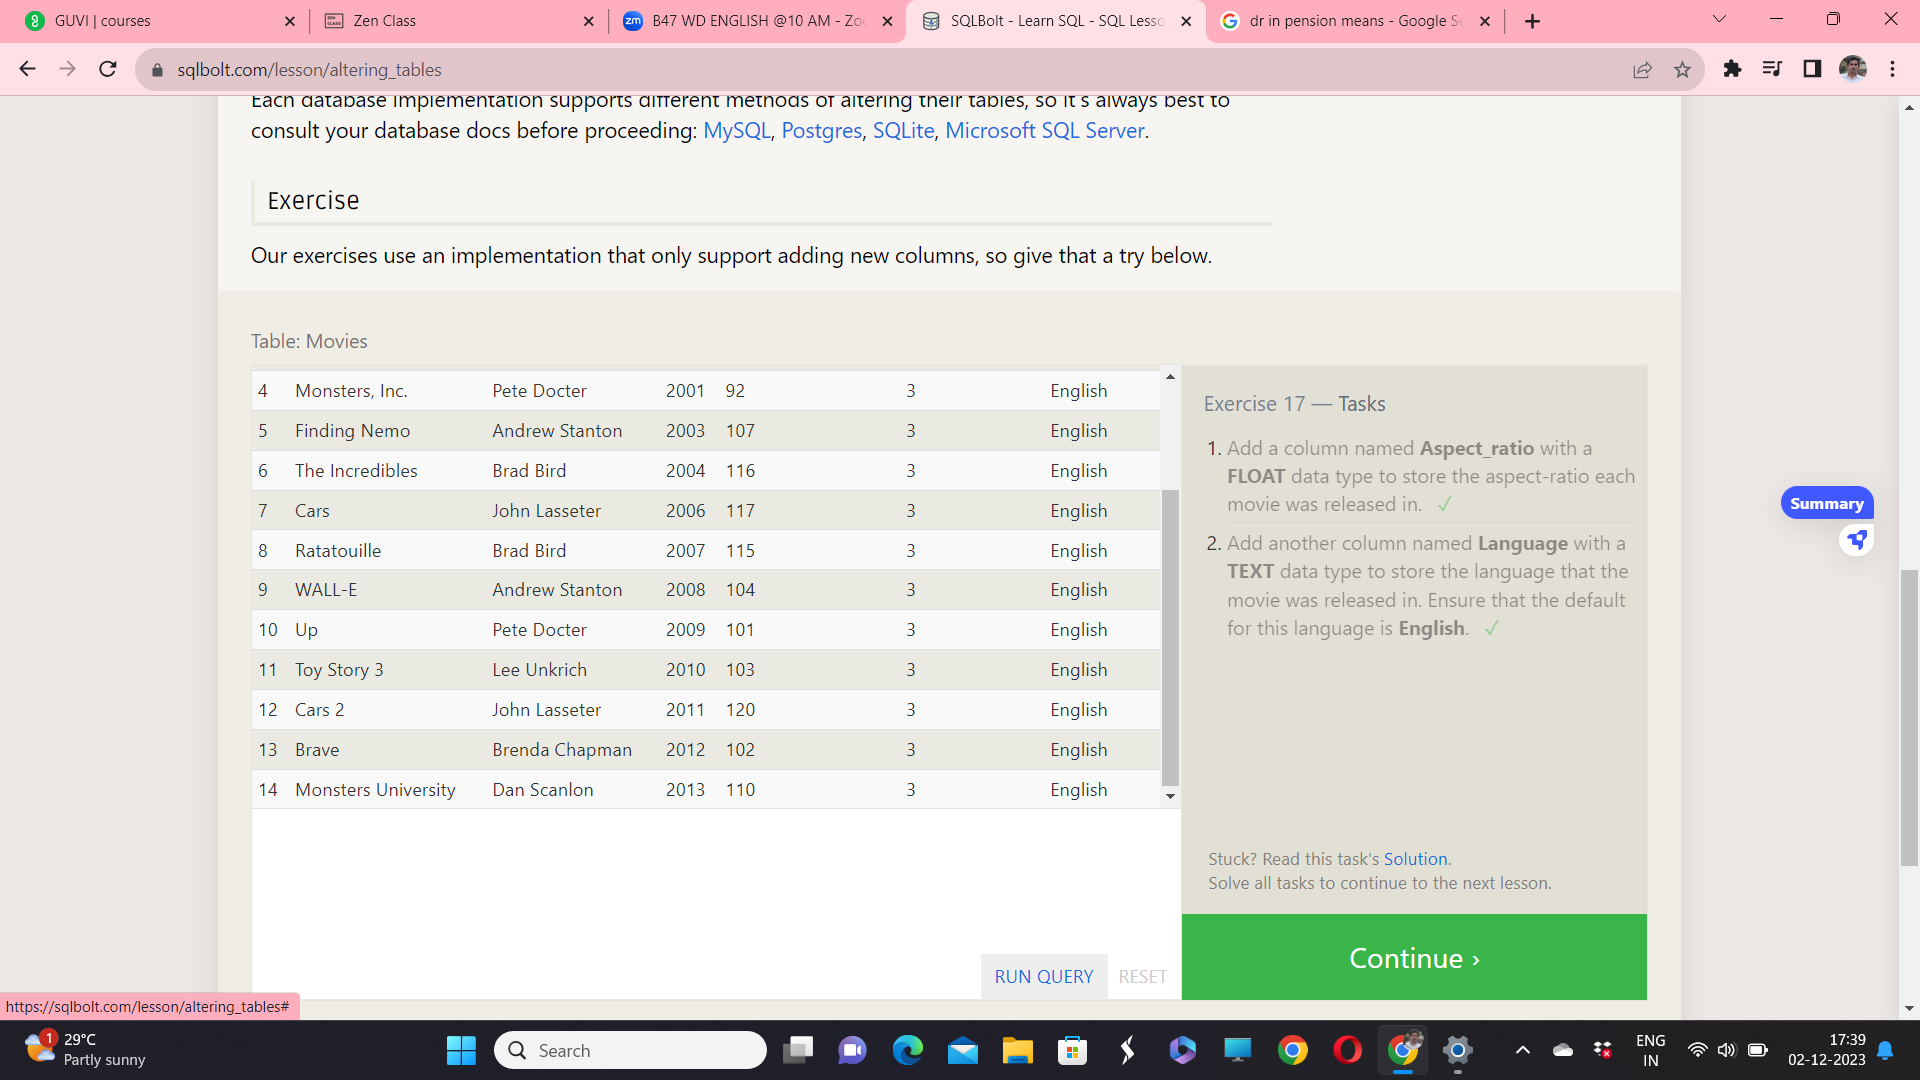 GUVI | courses
Zen Class
B47 WD ENGLISH @10 AM - Zoo
SQLBolt - Learn SQL - SQL Lesso
dr in pension means - Google Se
sqlbolt.com/lesson/altering_tables
Each database implementation supports different methods of altering their tables, so it's always best to
consult your database docs before proceeding: MySQL, Postgres, SQLite, Microsoft SQL Server.
Exercise
Our exercises use an implementation that only support adding new columns, so give that a try below.
Table: Movies
4 Monsters, Inc. Pete Docter 2001 92 3 English
5 Finding Nemo Andrew Stanton 2003 107 3 English
6 The Incredibles Brad Bird 2004 116 3 English
7 Cars John Lasseter 2006 117 3 English
8 Ratatouille Brad Bird 2007 115 3 English
9 WALL-E Andrew Stanton 2008 104 3 English
10 Up Pete Docter 2009 101 3 English
11 Toy Story 3 Lee Unkrich 2010 103 3 English
12 Cars 2 John Lasseter 2011 120 3 English
13 Brave Brenda Chapman 2012 102 3 English
14 Monsters University Dan Scanlon 2013 110 3 English
RUN QUERY RESET
Exercise 17 — Tasks
1. Add a column named Aspect_ratio with a
FLOAT data type to store the aspect-ratio each
movie was released in. ✓
2. Add another column named Language with a
TEXT data type to store the language that the
movie was released in. Ensure that the default
for this language is English. ✓
Stuck? Read this task's Solution.
Solve all tasks to continue to the next lesson.
Continue ›
Summary
https://sqlbolt.com/lesson/altering_tables#
1
29°C
Partly sunny
Search
ENG
IN
17:39
02-12-2023